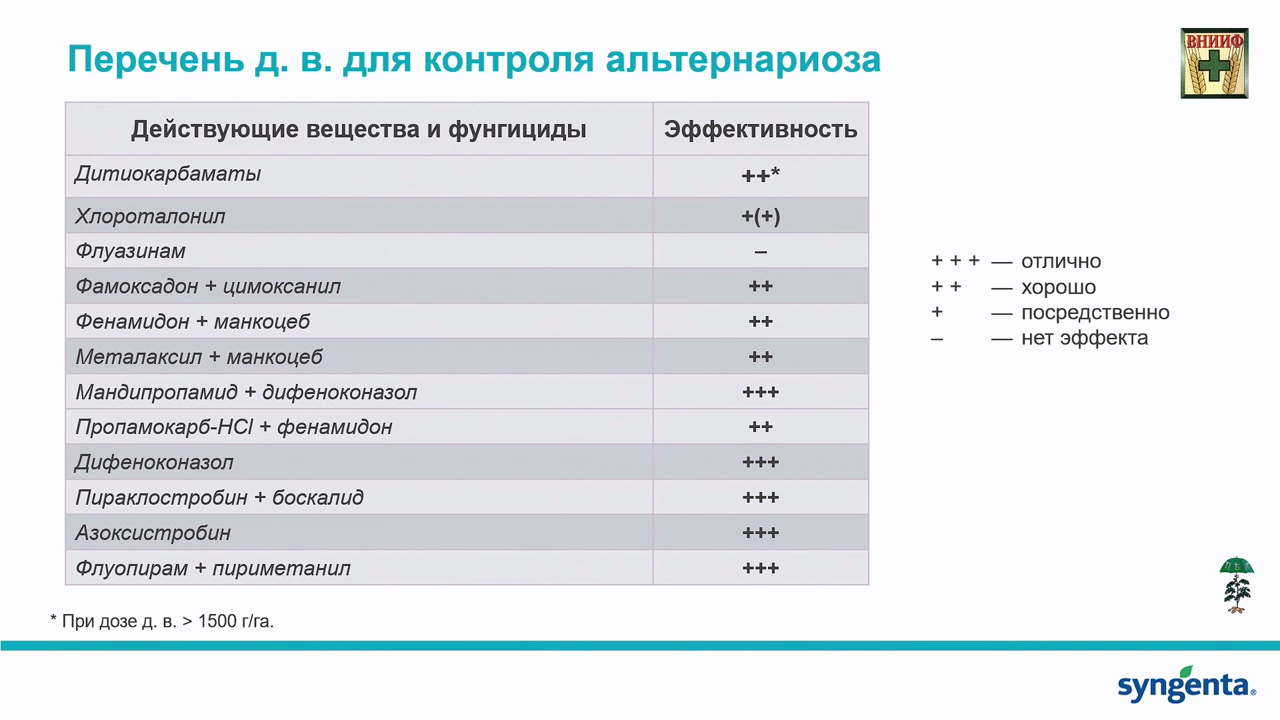 Перечень д. в. для контроля альтернариоза
ВНИИФ
Действующие вещества и фунгициды Эффективность
Дитиокарбаматы ++*
Хлороталонил +(+)
Флуазинам –
Фамоксадон + цимоксанил ++
Фенамидон + манкоцеб ++
Металаксил + манкоцеб ++
Мандипропамид + дифеноконазол +++
Пропамокарб-HCl + фенамидон ++
Дифеноконазол +++
Пираклостробин + боскалид +++
Азоксистробин +++
Флуопирам + пириметанил +++
+ + + — отлично
+ + — хорошо
+ — посредственно
– — нет эффекта
* При дозе д. в. > 1500 г/га.
syngenta®